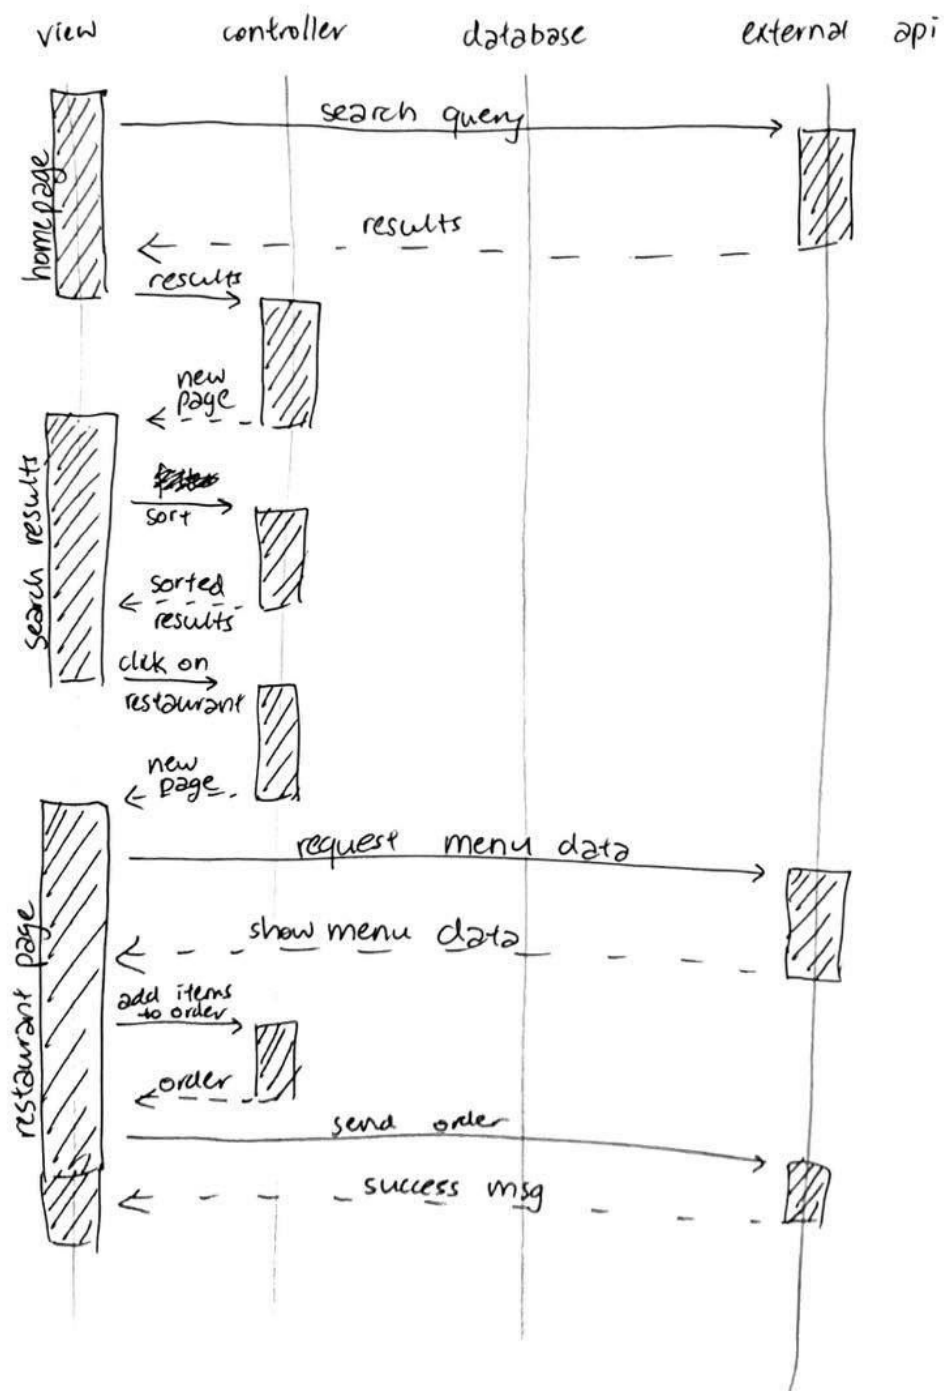 view controller database external api
search query
homepage
results
results
new
page
search results
sort
sorted
results
click on
restaurant
new
page
restaurant page
request menu data
show menu data
add items
to order
order
send order
success msg